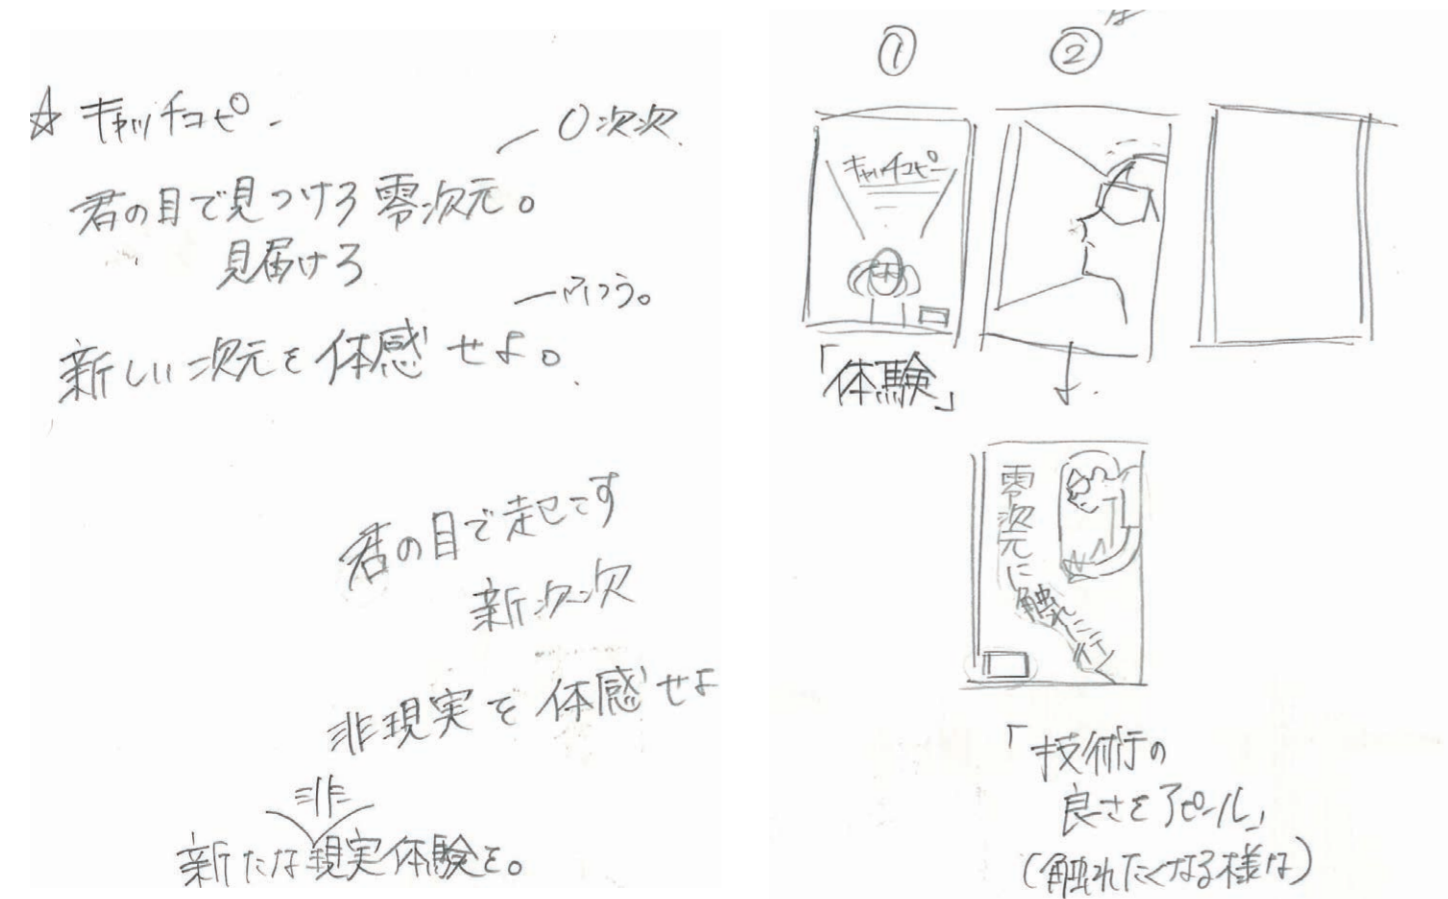 ☆ キャッチコピー
０次次
君の目で見つけろ 零次元。
見届けろ
ふつう。
新しい次元を体感せよ。
君の目で起こす
新次次
非現実を体感せよ
非
新たな現実体験を。
① ②
キャッチコピー
「体験」
零次元に触れに行
「技術の
良さをアピール」
(触れたくなる様な)